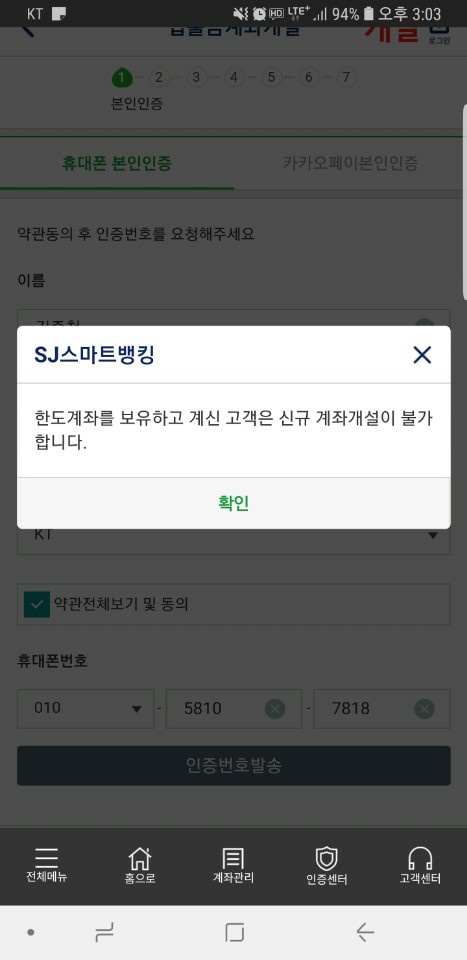 KT
HD LTE+ 94% 오후 3:03
로그인
1 2 3 4 5 6 7
본인인증
휴대폰 본인인증 카카오페이본인인증
약관동의 후 인증번호를 요청해주세요
이름
SJ스마트뱅킹
한도계좌를 보유하고 계신 고객은 신규 계좌개설이 불가
합니다.
확인
KT
약관전체보기 및 동의
휴대폰번호
010 - 5810 - 7818
인증번호발송
전체메뉴 홈으로 계좌관리 인증센터 고객센터